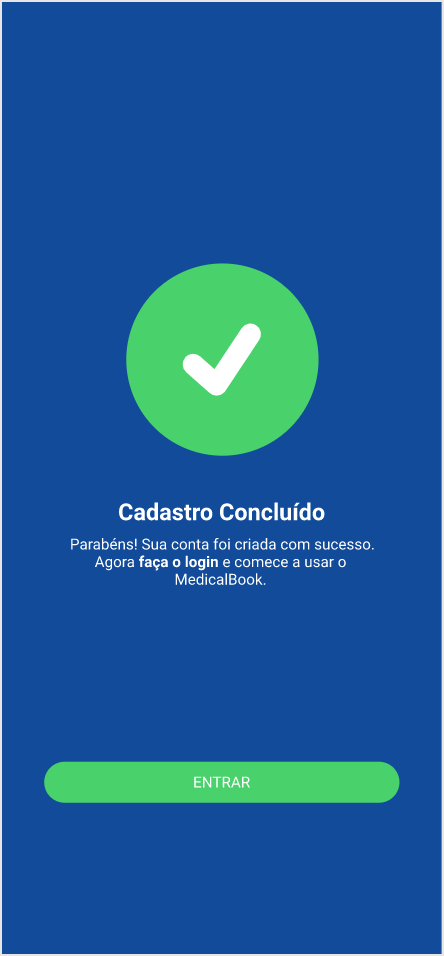 Cadastro Concluído
Parabéns! Sua conta foi criada com sucesso.
Agora faça o login e comece a usar o
MedicalBook.
ENTRAR